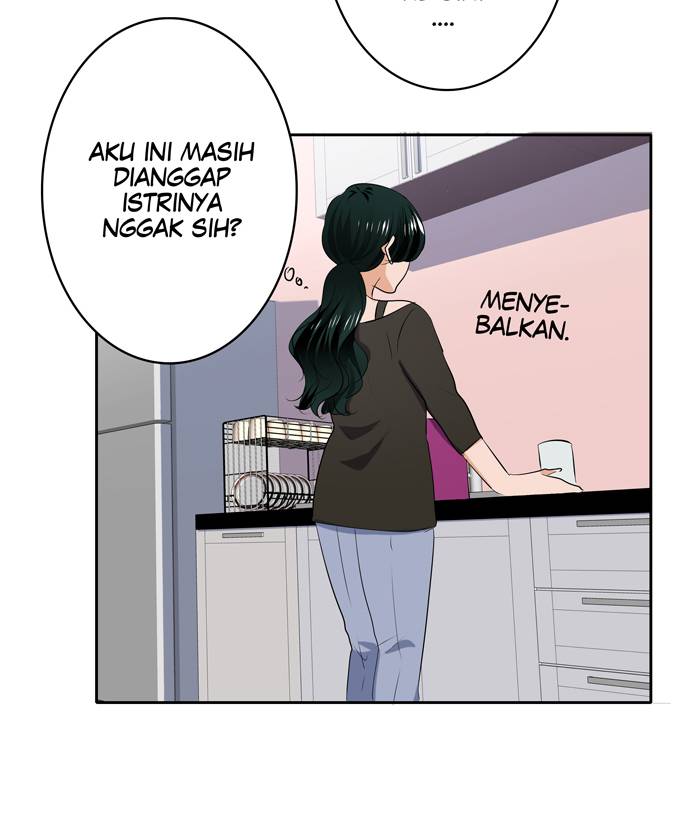 ....
AKU INI MASIH
DIANGGAP
ISTRINYA
NGGAK SIH?
MENYE-
BALKAN.